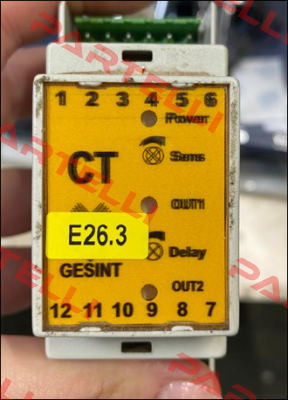 1 2 3 4 5 6
Power
CT
Sens
OUT1
E26.3
Delay
GEŠINT
OUT2
12 11 10 9 8 7
PARTELLI